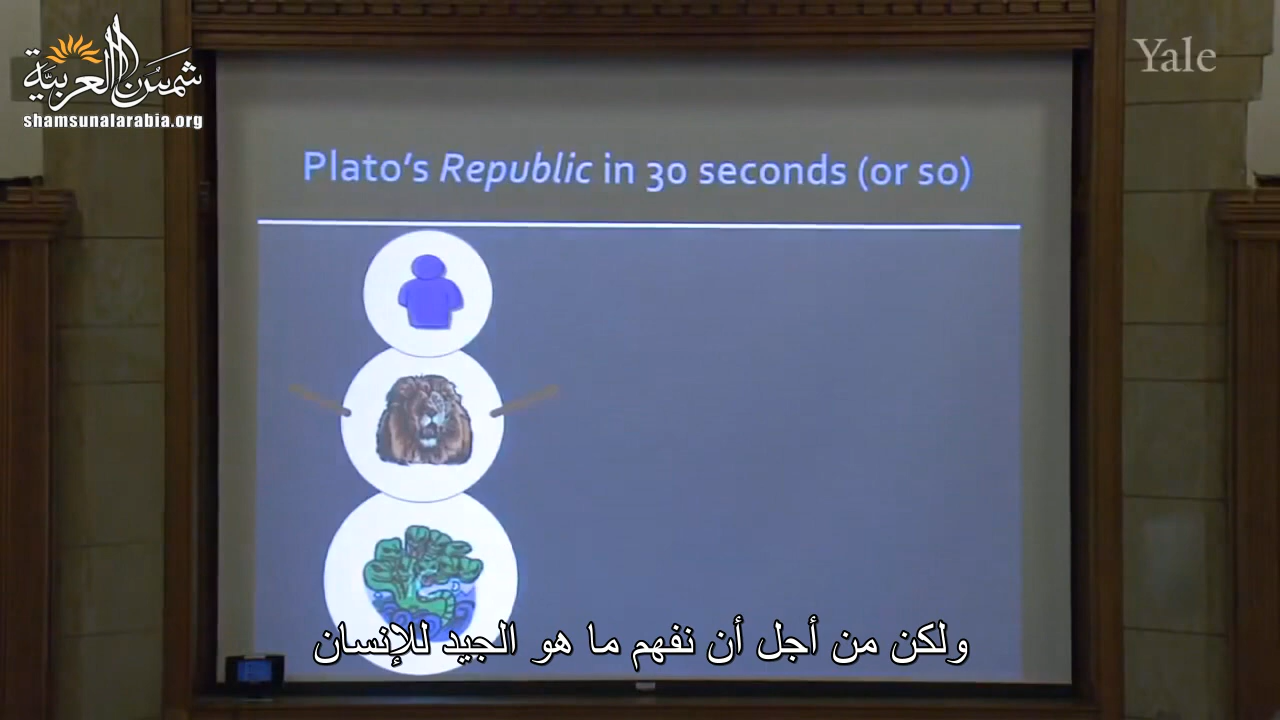 شمس العربية
shamsunalarabia.org
Yale
Plato's Republic in 30 seconds (or so)
ولكن من أجل أن نفهم ما هو الجيد للإنسان